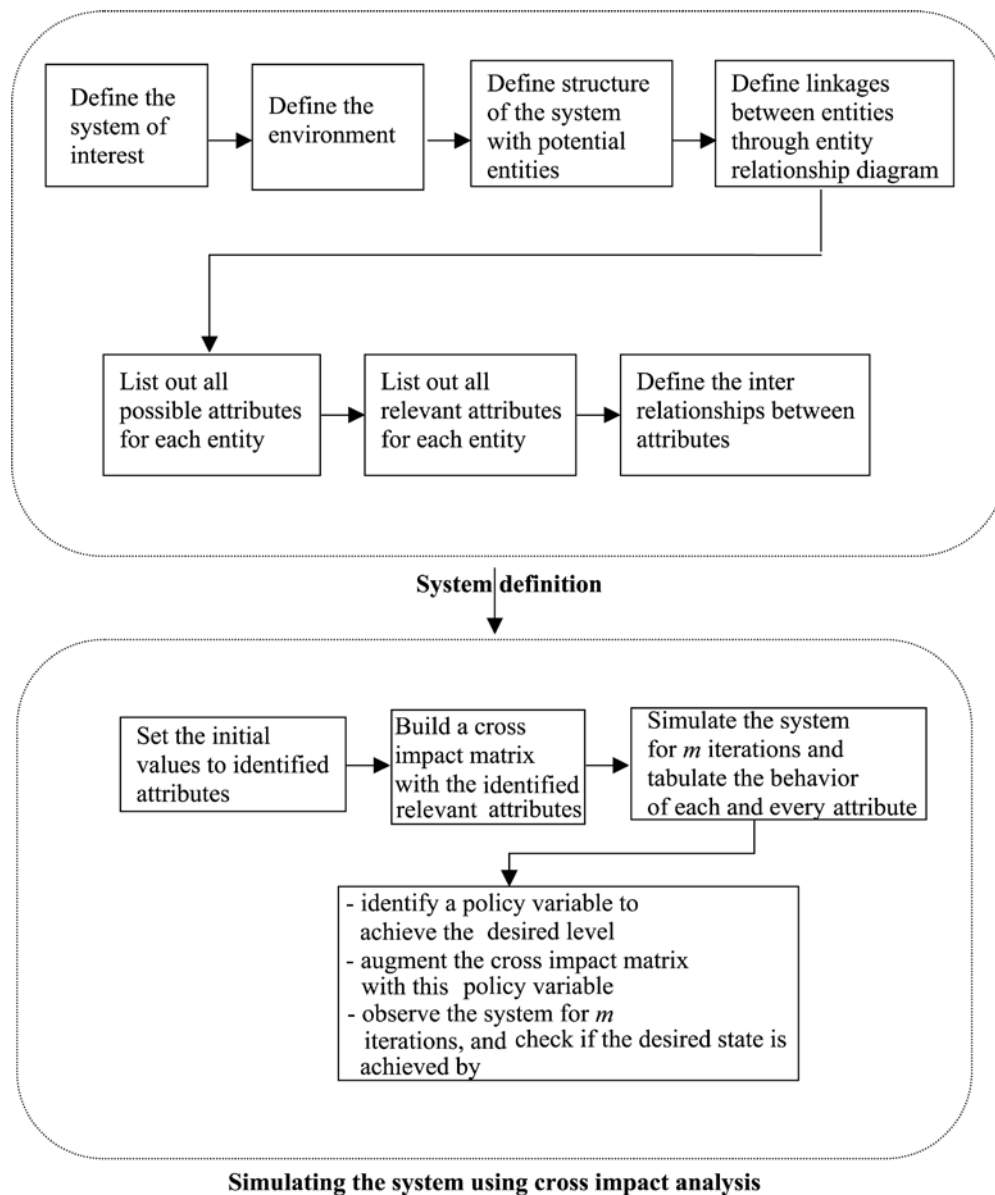 Define the
system of
interest
Define the
environment
Define structure
of the system
with potential
entities
Define linkages
between entities
through entity
relationship diagram
List out all
possible attributes
for each entity
List out all
relevant attributes
for each entity
Define the inter
relationships between
attributes
System definition
Set the initial
values to identified
attributes
Build a cross
impact matrix
with the identified
relevant attributes
Simulate the system
for m iterations and
tabulate the behavior
of each and every attribute
- identify a policy variable to
achieve the desired level
- augment the cross impact matrix
with this policy variable
- observe the system for m
iterations, and check if the desired state is
achieved by
Simulating the system using cross impact analysis